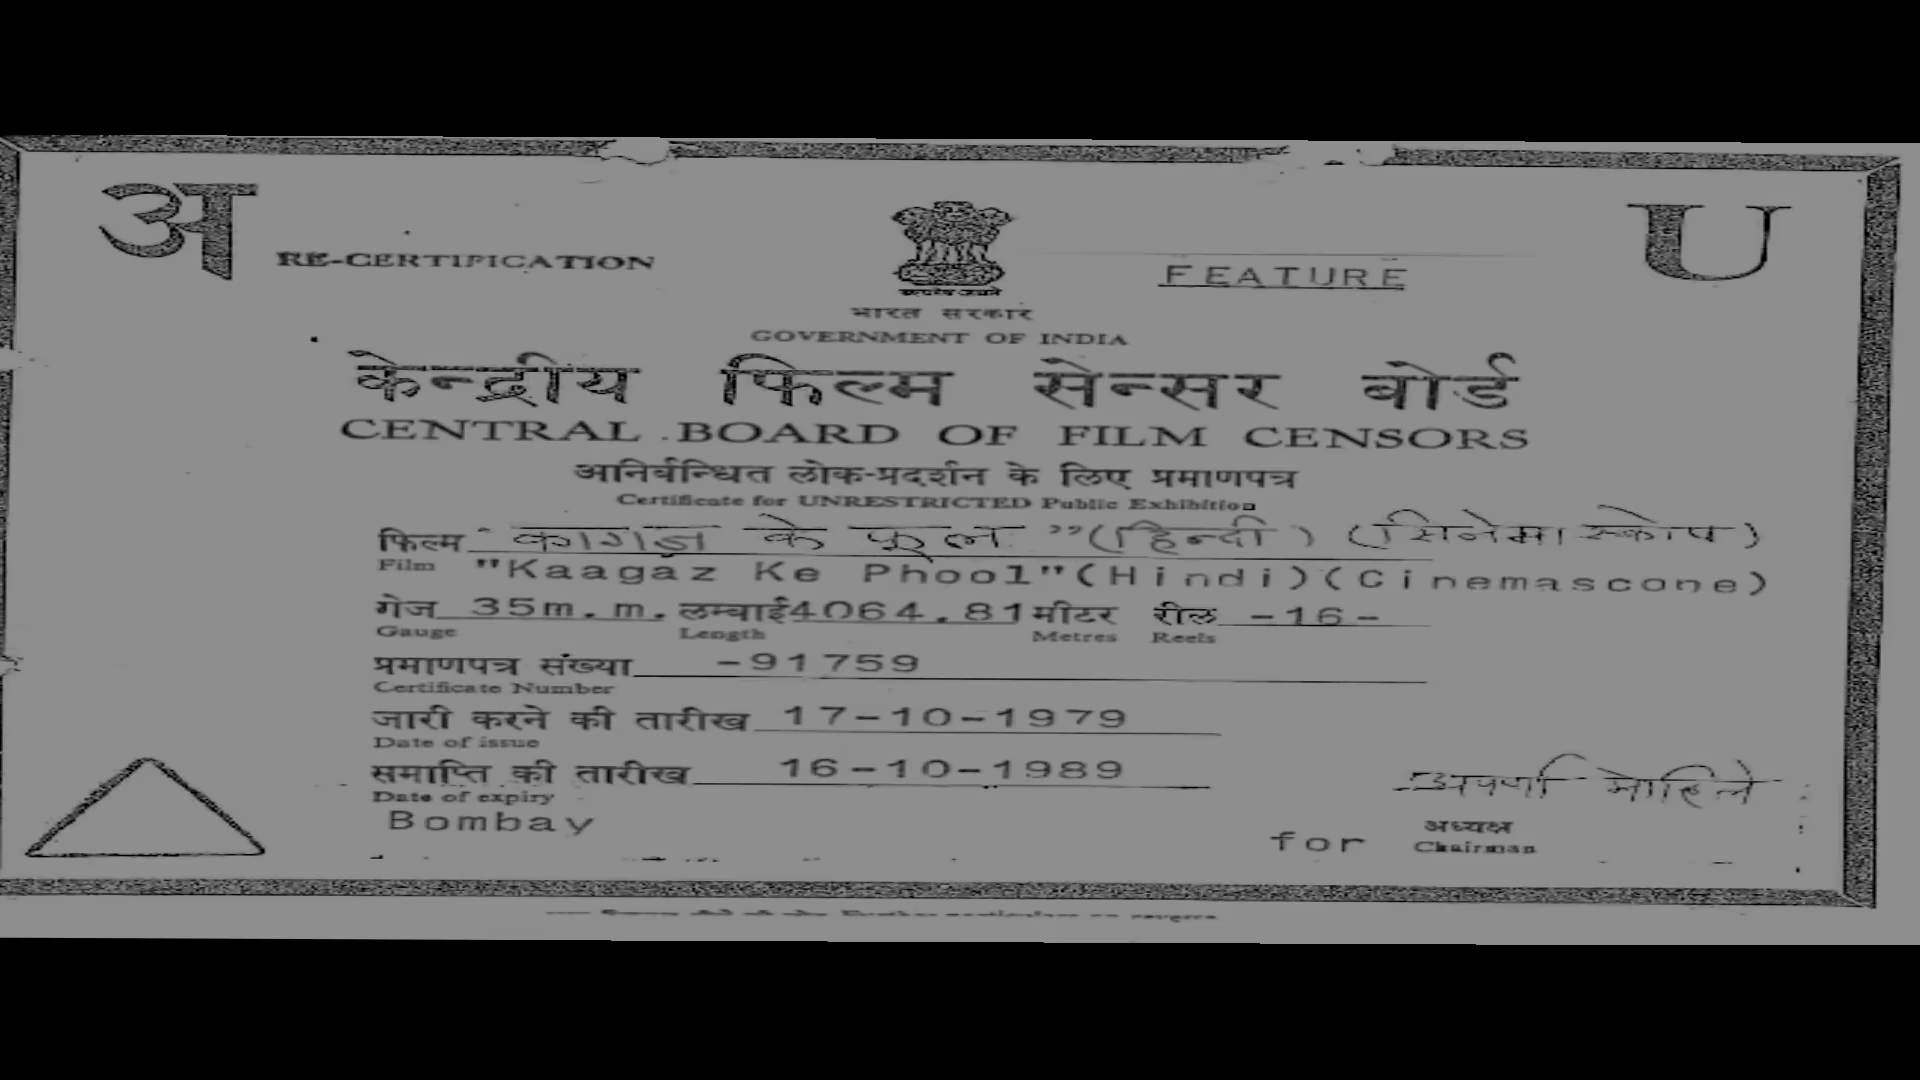 अ
RE-CERTIFICATION
FEATURE
U
भारत सरकार
GOVERNMENT OF INDIA
केन्द्रीय फिल्म सेन्सर बोर्ड
CENTRAL BOARD OF FILM CENSORS
आनिर्बन्धित लोक-प्रदर्शन के लिए प्रमाणपत्र
Certificate for UNRESTRICTED Public Exhibition
फिल्म कागज़ के फूल "(हिन्दी) (सिनेमा स्कोप)
Film "Kaagaz Ke Phool"(Hindi)(Cinemascone)
गेज 35m.m. लम्बाई 4064.81 मीटर रील -16-
Gauge Length Metres Reels
प्रमाणपत्र संख्या -91759
Certificate Number
जारी करने की तारीख 17-10-1979
Date of issue
समाप्ति की तारीख 16-10-1989
Date of expiry
Bombay
अपर्णा मोहिले
for अध्यक्ष
Chairman